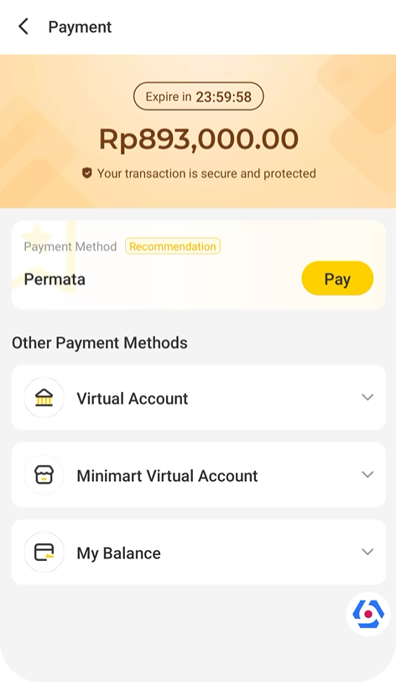 Payment
Expire in 23:59:58
Rp893,000.00
Your transaction is secure and protected
Payment Method Recommendation
Permata Pay
Other Payment Methods
Virtual Account
Minimart Virtual Account
My Balance